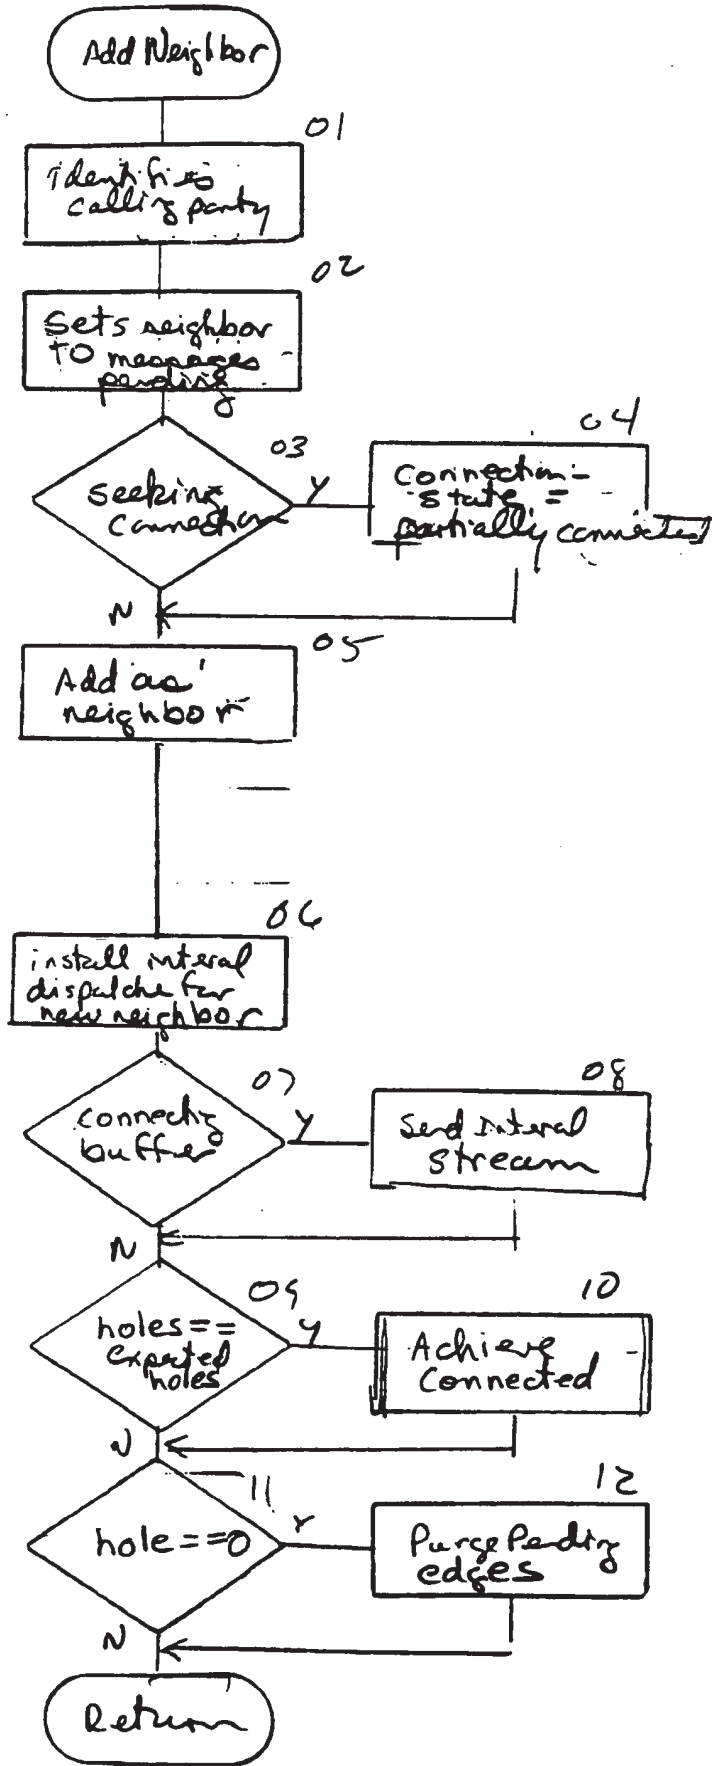 Add Neighbor
01
Identifies
calling party
02
Sets neighbor
TO messages
pending
03
Seeking
connection
Y
04
Connection-
state =
partially connected
N
05
Add as
neighbor
06
install interal
dispatche for
new neighbor
07
connecting
buffer
Y
08
Send Interal
stream
N
09
holes==
Expected
holes
Y
10
Achieve
Connected
N
11
hole==0
Y
12
Purge Pending
edges
N
Return